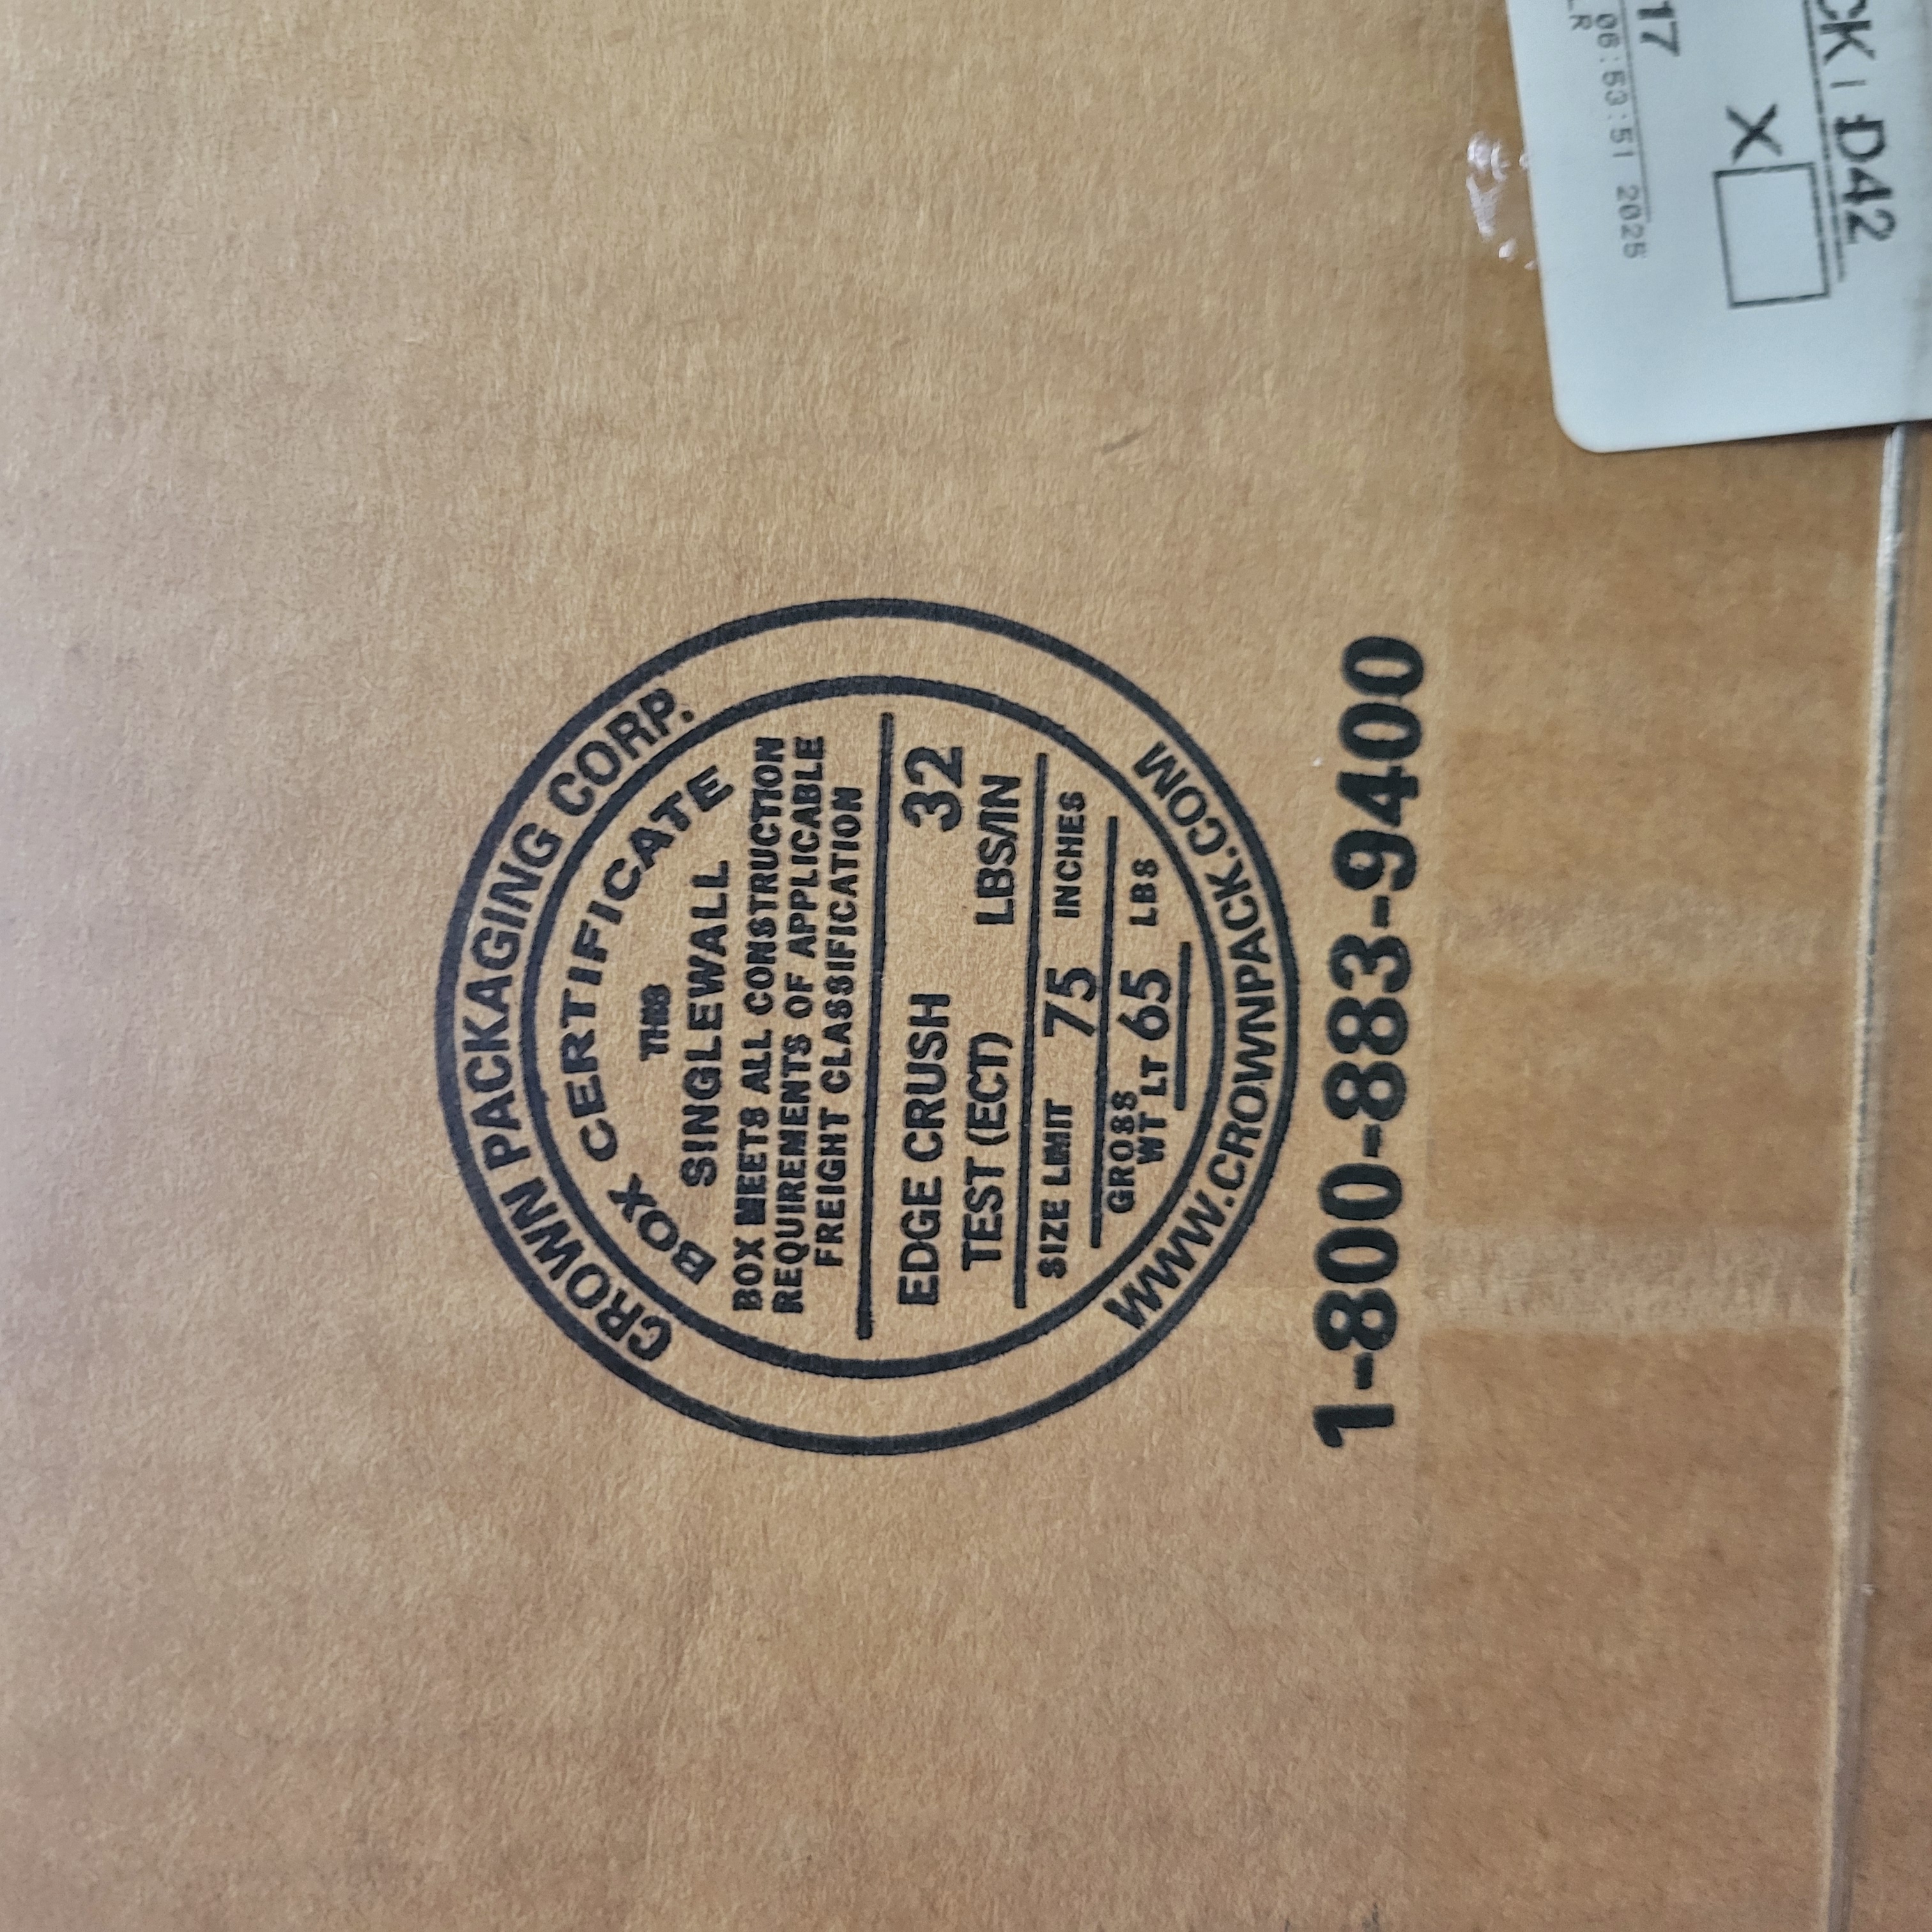 CROWN PACKAGING CORP.
BOX CERTIFICATE
THIS
SINGLEWALL
BOX MEETS ALL CONSTRUCTION
REQUIREMENTS OF APPLICABLE
FREIGHT CLASSIFICATION
EDGE CRUSH 32
TEST (ECT) LBS/IN
SIZE LIMIT 75 INCHES
GROSS
WT LT 65 LBS
WWW.CROWNPACK.COM
1-800-883-9400
D42
X
17
06:53:51 2025